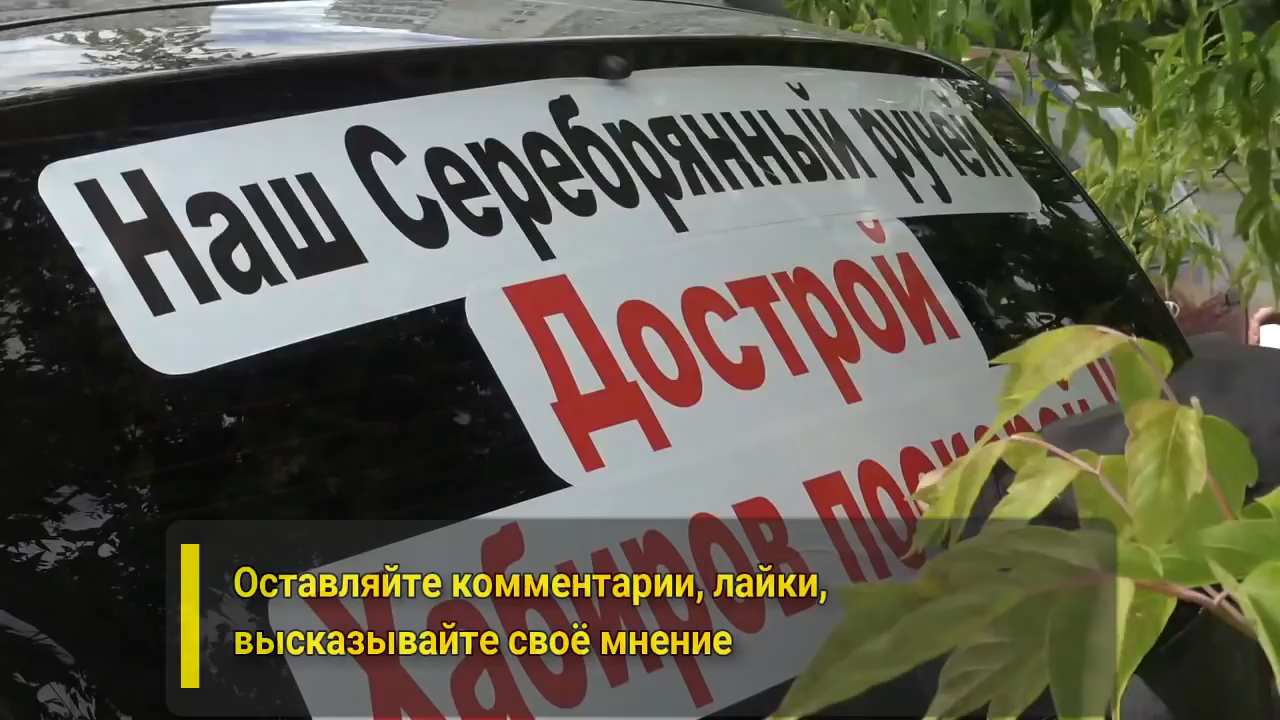 Наш Серебрянный ручей
Дострой
Хабиров
Оставляйте комментарии, лайки,
высказывайте своё мнение